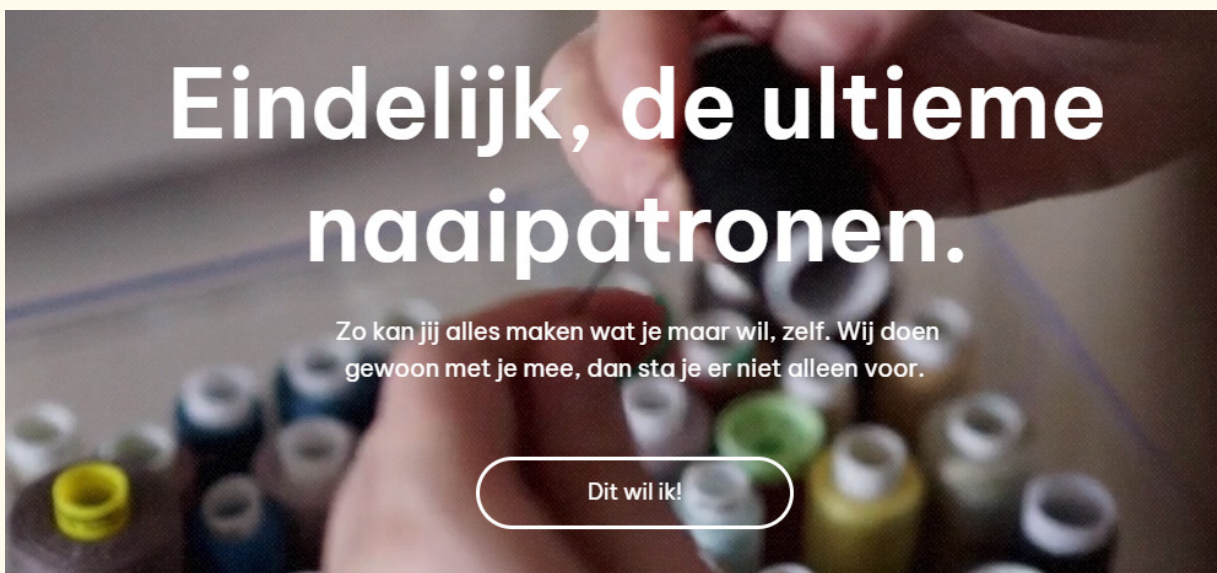 Eindelijk, de ultieme
naaipatronen.
Zo kan jij alles maken wat je maar wil, zelf. Wij doen
gewoon met je mee, dan sta je er niet alleen voor.
Dit wil ik!